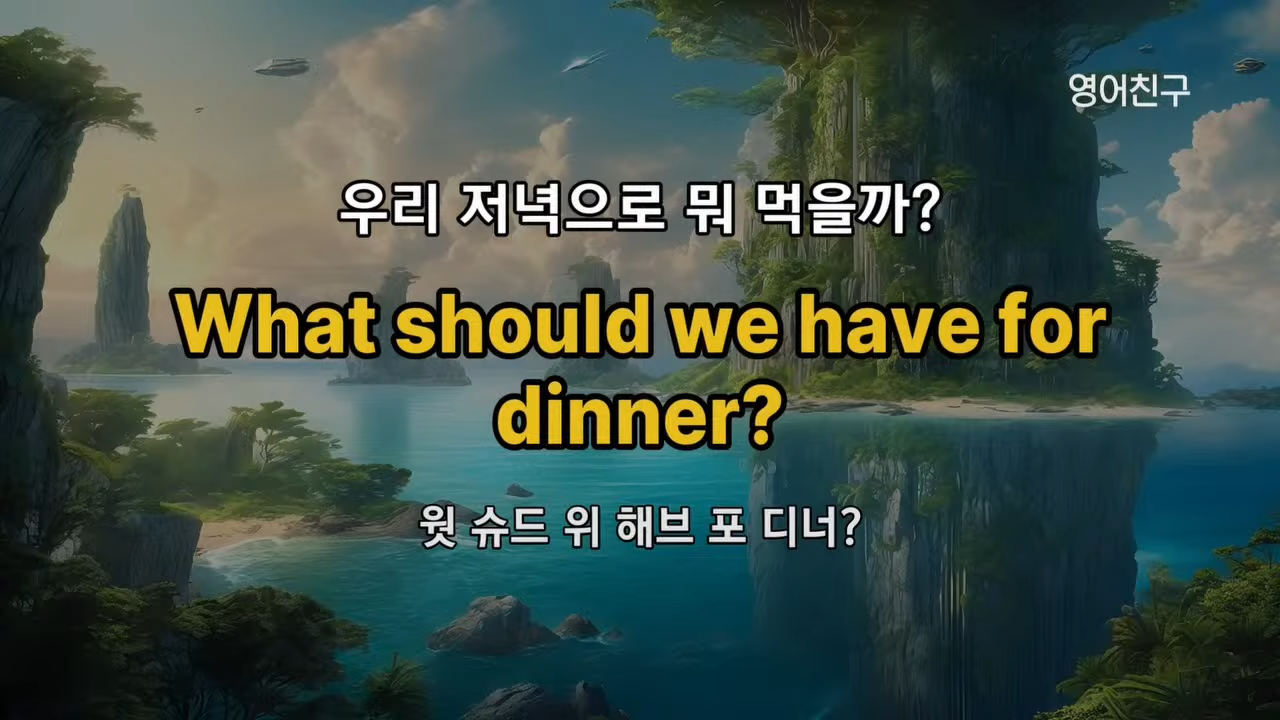 영어친구
우리 저녁으로 뭐 먹을까?
What should we have for
dinner?
웟 슈드 위 해브 포 디너?